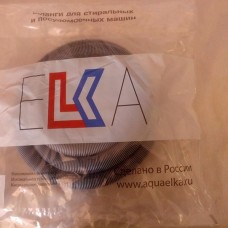 шланги для стиральных
и посудомоечных машин
ELKA
Сделано в России
www.aquaelka.ru